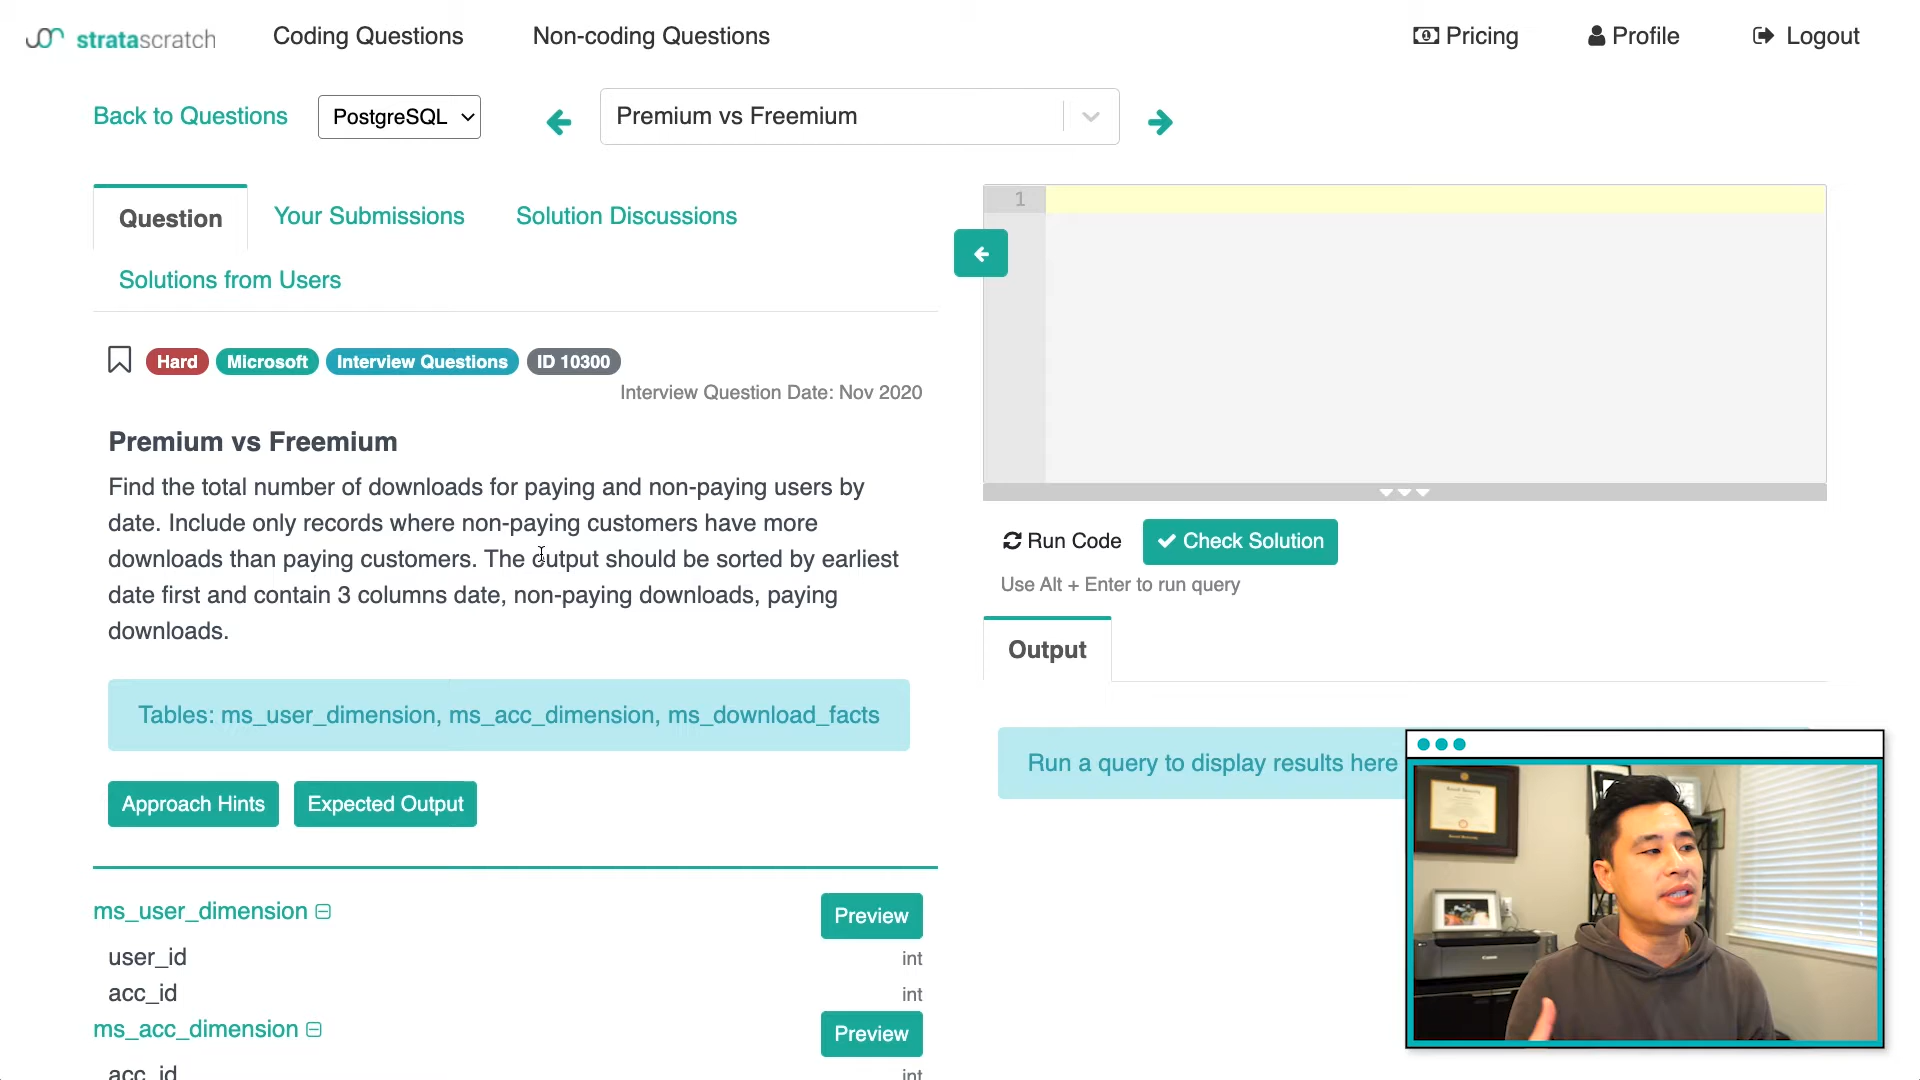 stratascratch
Coding Questions
Non-coding Questions
Pricing
Profile
Logout
Back to Questions
PostgreSQL
Premium vs Freemium
Question
Your Submissions
Solution Discussions
Solutions from Users
Hard
Microsoft
Interview Questions
ID 10300
Interview Question Date: Nov 2020
Premium vs Freemium
Find the total number of downloads for paying and non-paying users by
date. Include only records where non-paying customers have more
downloads than paying customers. The output should be sorted by earliest
date first and contain 3 columns date, non-paying downloads, paying
downloads.
Tables: ms_user_dimension, ms_acc_dimension, ms_download_facts
Approach Hints
Expected Output
ms_user_dimension
Preview
user_id
int
acc_id
int
ms_acc_dimension
Preview
acc_id
int
1
Run Code
Check Solution
Use Alt + Enter to run query
Output
Run a query to display results here